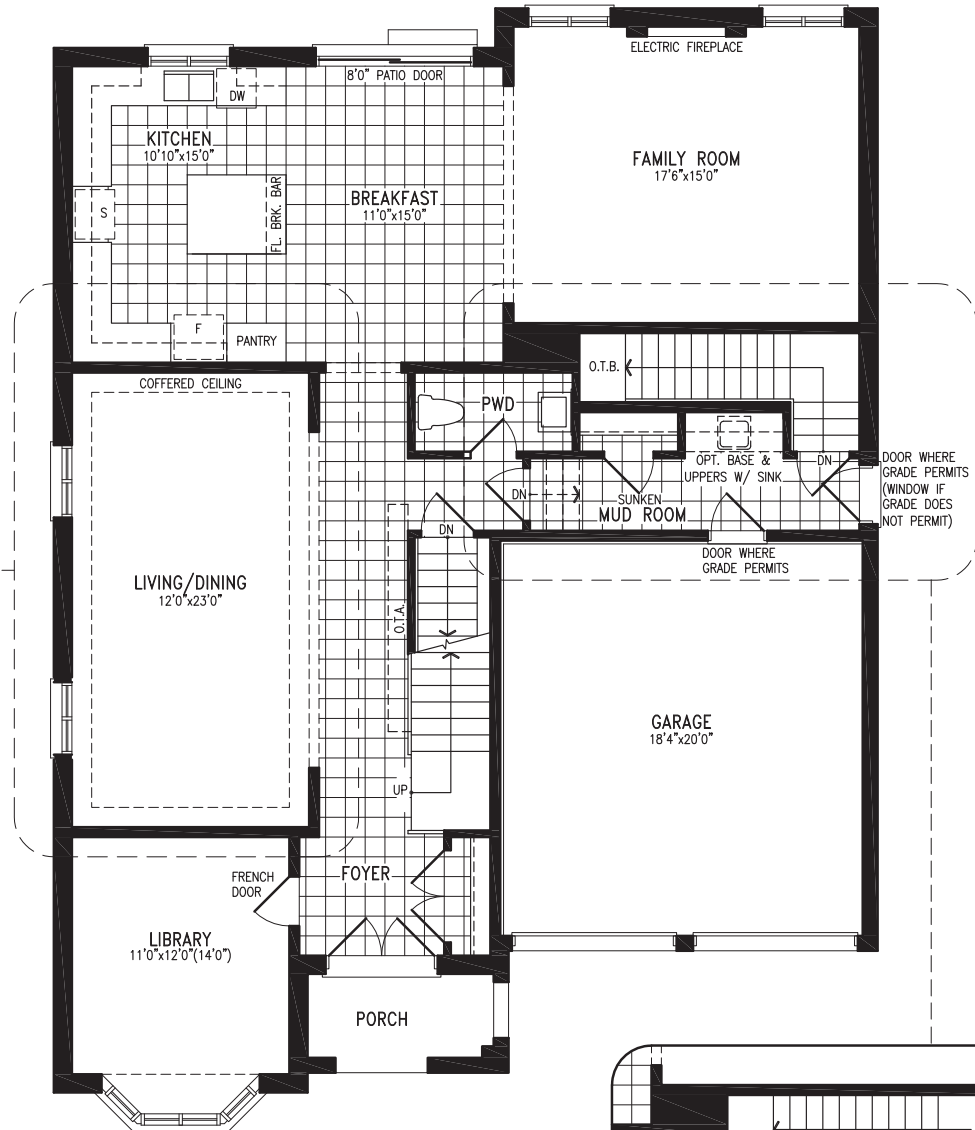 ELECTRIC FIREPLACE
8'0" PATIO DOOR
DW
KITCHEN
10'10"x15'0"
FAMILY ROOM
17'6"x15'0"
S
FL. BRK. BAR
BREAKFAST
11'0"x15'0"
F
PANTRY
O.T.B.
COFFERED CEILING
PWD
OPT. BASE &
UPPERS W/ SINK
DN
DOOR WHERE
GRADE PERMITS
(WINDOW IF
GRADE DOES
NOT PERMIT)
DN
SUNKEN
MUD ROOM
DN
DOOR WHERE
GRADE PERMITS
LIVING/DINING
12'0"x23'0"
O.T.A.
GARAGE
18'4"x20'0"
UP
FOYER
FRENCH
DOOR
LIBRARY
11'0"x12'0"(14'0")
PORCH